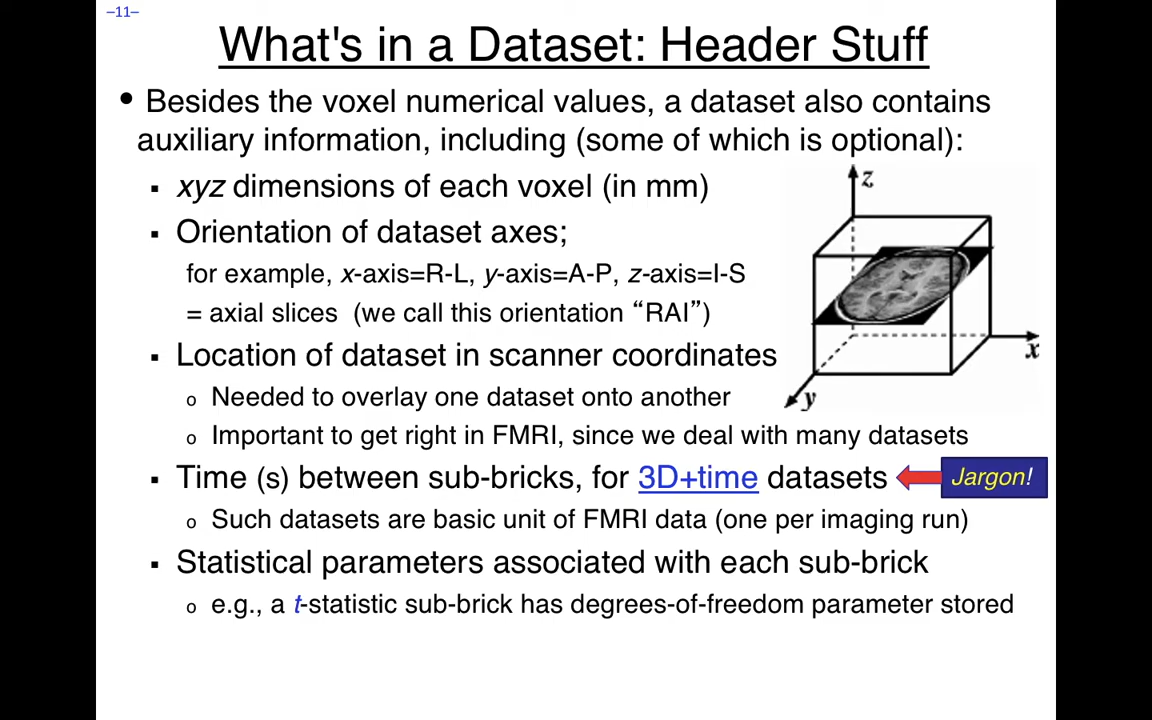 –11–
What's in a Dataset: Header Stuff
• Besides the voxel numerical values, a dataset also contains
auxiliary information, including (some of which is optional):
▪ xyz dimensions of each voxel (in mm)
▪ Orientation of dataset axes;
for example, x-axis=R-L, y-axis=A-P, z-axis=I-S
= axial slices (we call this orientation “RAI”)
▪ Location of dataset in scanner coordinates
o Needed to overlay one dataset onto another
o Important to get right in FMRI, since we deal with many datasets
▪ Time (s) between sub-bricks, for 3D+time datasets
Jargon!
o Such datasets are basic unit of FMRI data (one per imaging run)
▪ Statistical parameters associated with each sub-brick
o e.g., a t-statistic sub-brick has degrees-of-freedom parameter stored
z
x
y